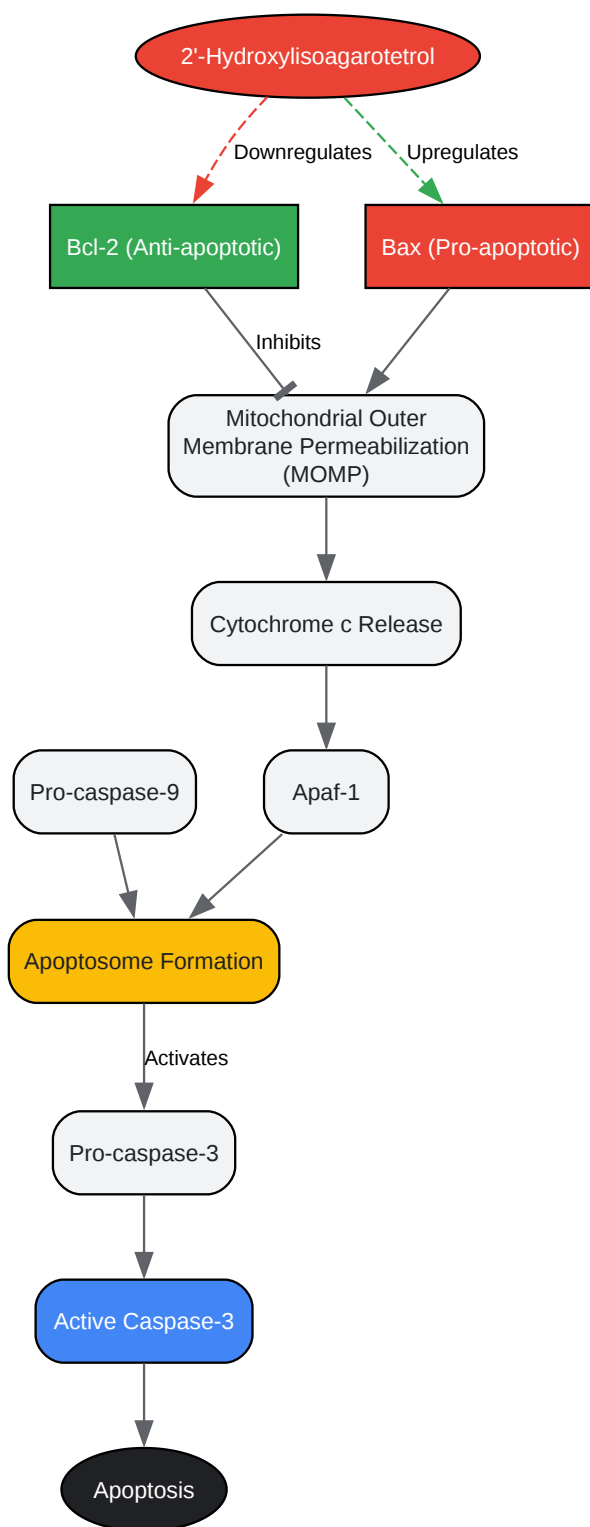 2'-Hydroxylisoagarotetrol
Downregulates
Upregulates
Bcl-2 (Anti-apoptotic)
Bax (Pro-apoptotic)
Inhibits
Mitochondrial Outer
Membrane Permeabilization
(MOMP)
Cytochrome c Release
Pro-caspase-9
Apaf-1
Apoptosome Formation
Activates
Pro-caspase-3
Active Caspase-3
Apoptosis